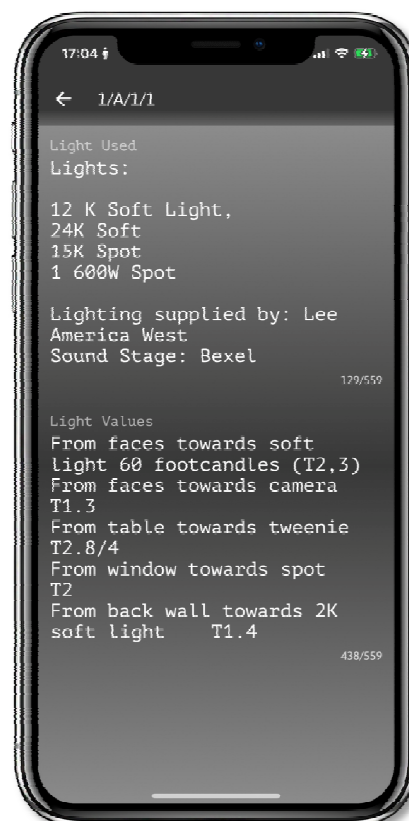 17:04
1/A/1/1
Light Used
Lights:
12 K Soft Light,
24K Soft
15K Spot
1 600W Spot
Lighting supplied by: Lee
America West
Sound Stage: Bexel
129/559
Light Values
From faces towards soft
Light 60 footcandles (T2,3)
From faces towards camera
T1.3
From table towards tweenie
T2.8/4
From window towards spot
T2
From back wall towards 2K
soft light T1.4
438/559